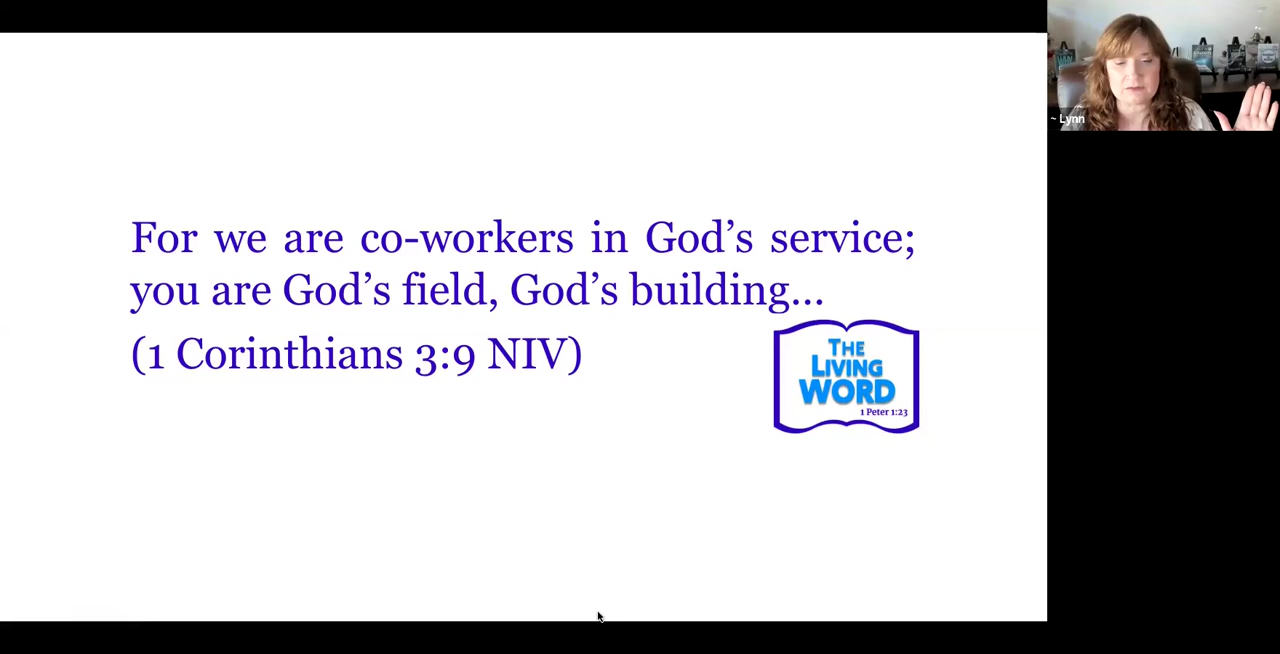 For we are co-workers in God’s service;
you are God’s field, God’s building...
(1 Corinthians 3:9 NIV)
THE
LIVING
WORD
1 Peter 1:23
~ Lynn